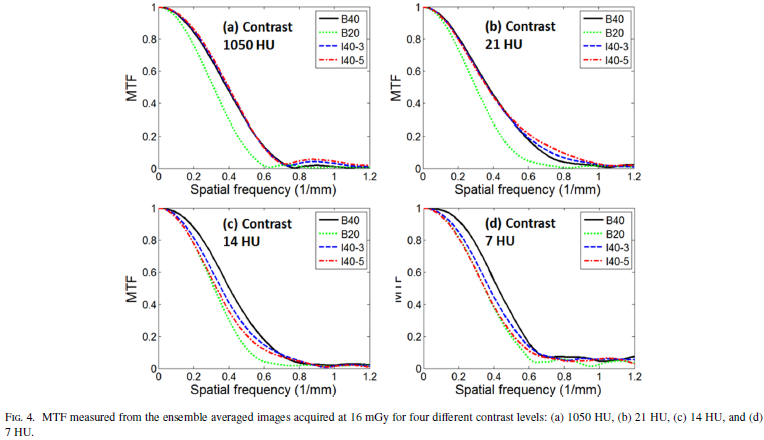 (a) Contrast
1050 HU
B40
B20
I40-3
I40-5
MTF
1
0.8
0.6
0.4
0.2
0
0 0.2 0.4 0.6 0.8 1 1.2
Spatial frequency (1/mm)
(b) Contrast
21 HU
B40
B20
I40-3
I40-5
MTF
1
0.8
0.6
0.4
0.2
0
0 0.2 0.4 0.6 0.8 1 1.2
Spatial frequency (1/mm)
(c) Contrast
14 HU
B40
B20
I40-3
I40-5
MTF
1
0.8
0.6
0.4
0.2
0
0 0.2 0.4 0.6 0.8 1 1.2
Spatial frequency (1/mm)
(d) Contrast
7 HU
B40
B20
I40-3
I40-5
MTF
1
0.8
0.6
0.4
0.2
0
0 0.2 0.4 0.6 0.8 1 1.2
Spatial frequency (1/mm)
FIG. 4. MTF measured from the ensemble averaged images acquired at 16 mGy for four different contrast levels: (a) 1050 HU, (b) 21 HU, (c) 14 HU, and (d)
7 HU.